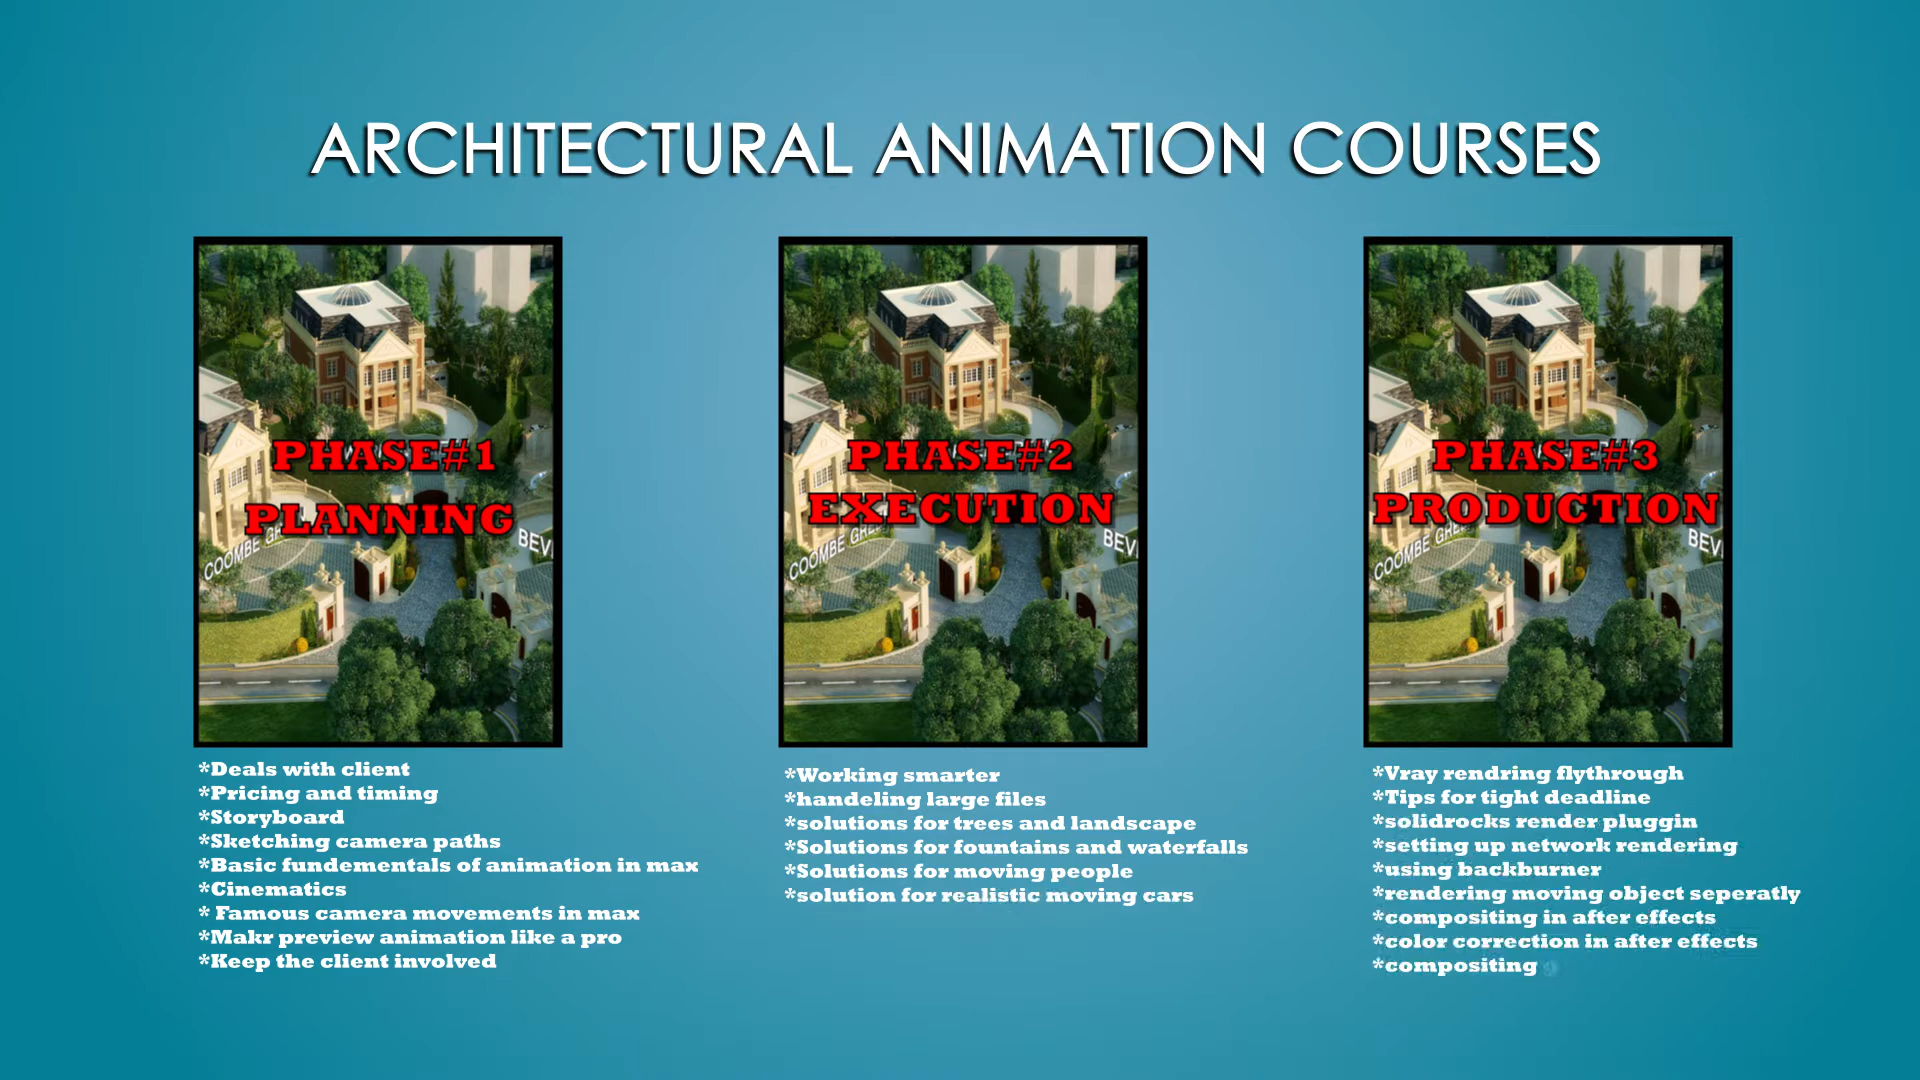 ARCHITECTURAL ANIMATION COURSES
PHASE#1
PLANNING
COOMBE
BEV
*Deals with client
*Pricing and timing
*Storyboard
*Sketching camera paths
*Basic fundementals of animation in max
*Cinematics
* Famous camera movements in max
*Makr preview animation like a pro
*Keep the client involved
PHASE#2
EXECUTION
COOMBE
BEV
*Working smarter
*handeling large files
*solutions for trees and landscape
*Solutions for fountains and waterfalls
*Solutions for moving people
*solution for realistic moving cars
PHASE#3
PRODUCTION
COOMBE
BEV
*Vray rendring flythrough
*Tips for tight deadline
*solidrocks render pluggin
*setting up network rendering
*using backburner
*rendering moving object seperatly
*compositing in after effects
*color correction in after effects
*compositing